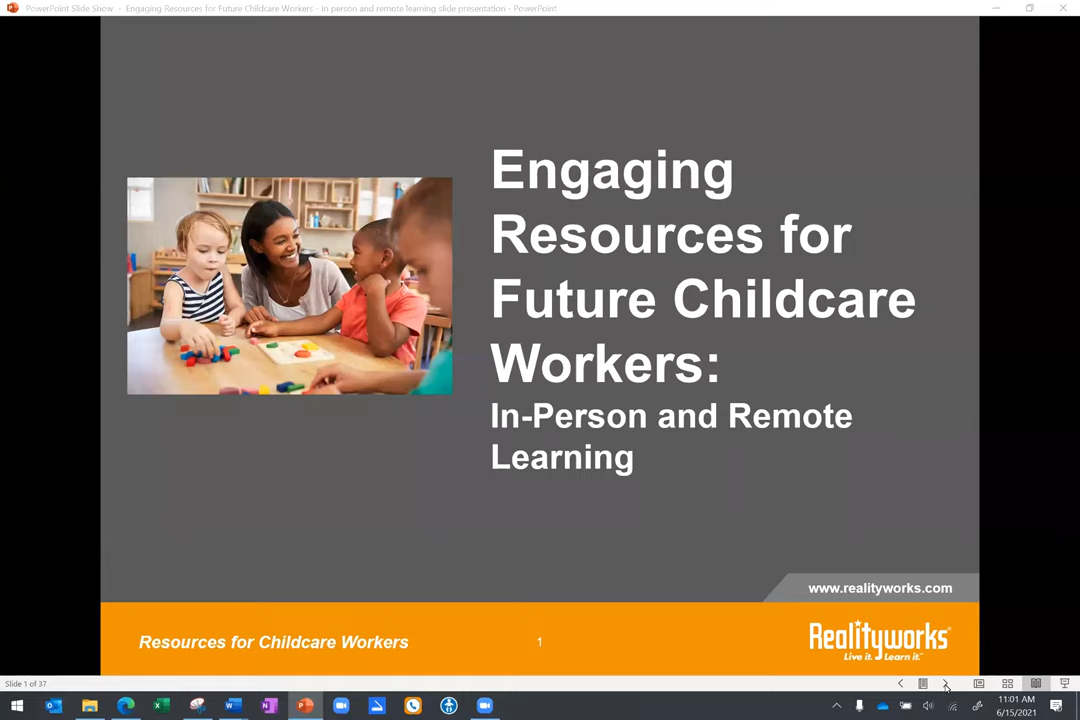 PowerPoint Slide Show - Engaging Resources for Future Childcare Workers - in person and remote learning slide presentation - PowerPoint
Engaging
Resources for
Future Childcare
Workers:
In-Person and Remote
Learning
www.realityworks.com
Resources for Childcare Workers
1
Realityworks®
Live it. Learn it.™
Slide 1 of 37
11:01 AM
6/15/2021